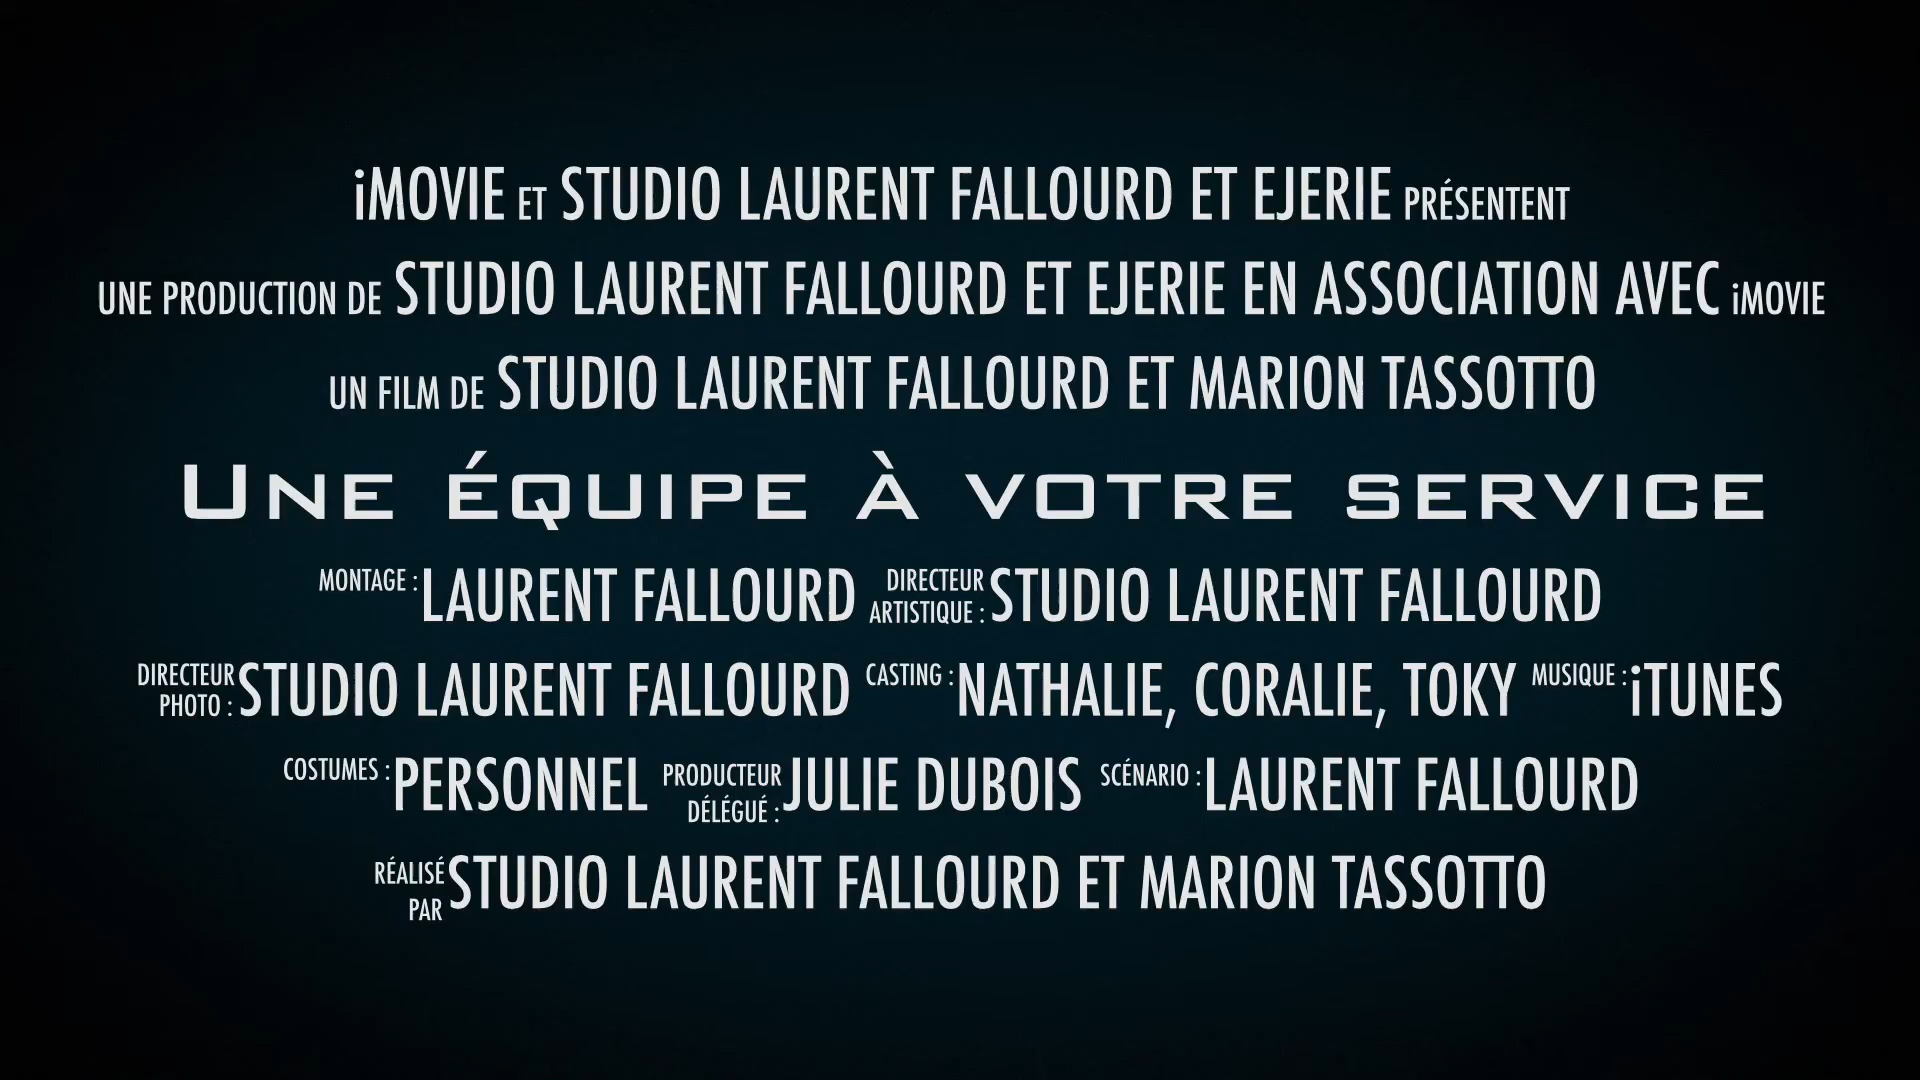 iMOVIE ET STUDIO LAURENT FALLOURD ET EJERIE PRÉSENTENT
UNE PRODUCTION DE STUDIO LAURENT FALLOURD ET EJERIE EN ASSOCIATION AVEC iMOVIE
UN FILM DE STUDIO LAURENT FALLOURD ET MARION TASSOTTO
UNE ÉQUIPE À VOTRE SERVICE
MONTAGE : LAURENT FALLOURD DIRECTEUR ARTISTIQUE : STUDIO LAURENT FALLOURD
DIRECTEUR PHOTO : STUDIO LAURENT FALLOURD CASTING : NATHALIE, CORALIE, TOKY MUSIQUE : iTUNES
COSTUMES : PERSONNEL PRODUCTEUR DÉLÉGUÉ : JULIE DUBOIS SCÉNARIO : LAURENT FALLOURD
RÉALISÉ PAR STUDIO LAURENT FALLOURD ET MARION TASSOTTO